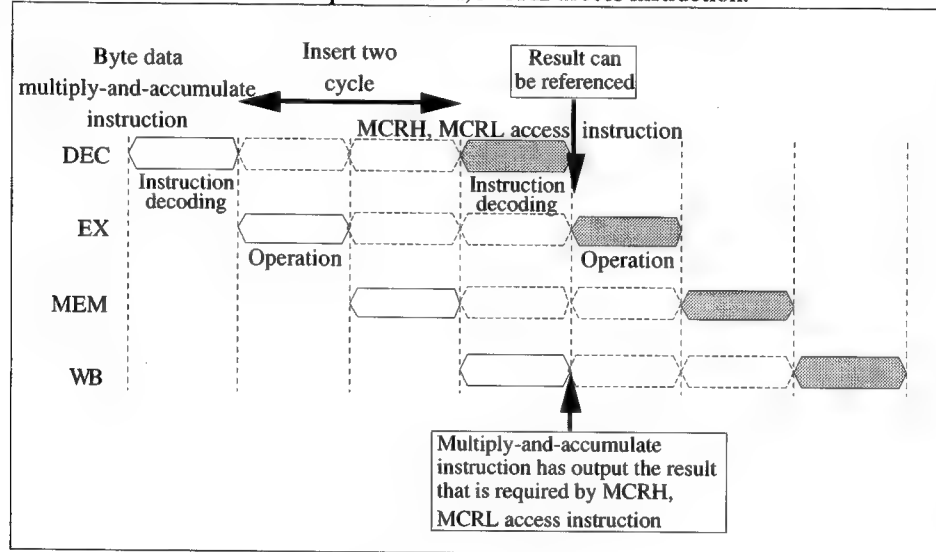 Byte data
multiply-and-accumulate
instruction
Insert two
cycle
Result can
be referenced
MCRH, MCRL access instruction
DEC
Instruction
decoding
Instruction
decoding
EX
Operation
Operation
MEM
WB
Multiply-and-accumulate
instruction has output the result
that is required by MCRH,
MCRL access instruction